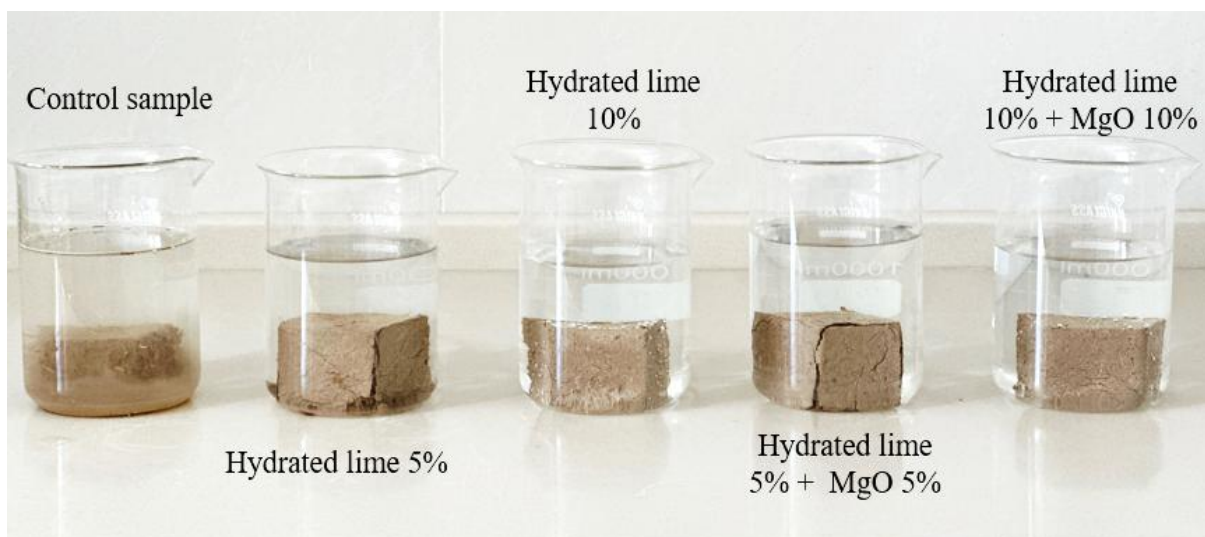 Control sample
Hydrated lime 5%
Hydrated lime
10%
Hydrated lime
5% + MgO 5%
Hydrated lime
10% + MgO 10%